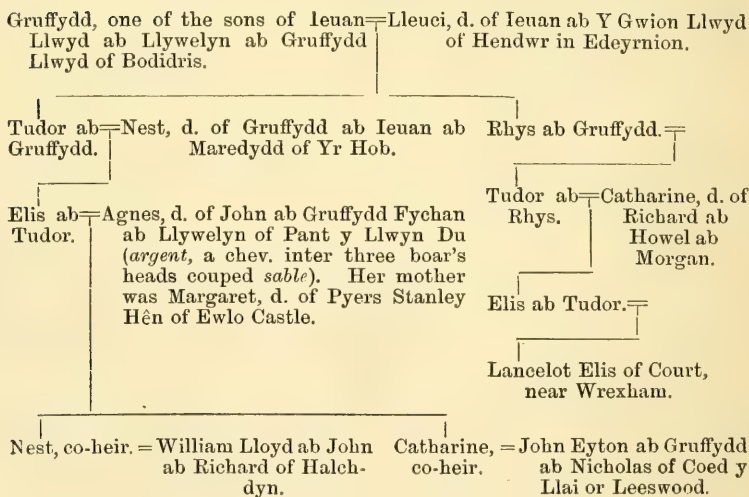 Gruffydd, one of the sons of Ieuan=Lleuci, d. of Ieuan ab Y Gwion Llwyd
Llwyd ab Llywelyn ab Gruffydd
of Hendwr in Edeyrnion.
Llwyd of Bodidris.
Tudor ab=Nest, d. of Gruffydd ab Ieuan ab
Gruffydd.
Maredydd of Yr Hob.
Rhys ab Gruffydd.=
Elis ab=Agnes, d. of John ab Gruffydd Fychan
Tudor.
ab Llywelyn of Pant y Llwyn Du
(argent, a chev. inter three boar's
heads couped sable). Her mother
was Margaret, d. of Pyers Stanley
Hên of Ewlo Castle.
Tudor ab=Catharine, d. of
Rhys.
Richard ab
Howel ab
Morgan.
Elis ab Tudor.=
Lancelot Elis of Court,
near Wrexham.
Nest, co-heir. = William Lloyd ab John
ab Richard of Halch-
dyn.
Catharine, = John Eyton ab Gruffydd
co-heir.
ab Nicholas of Coed y
Llai or Leeswood.